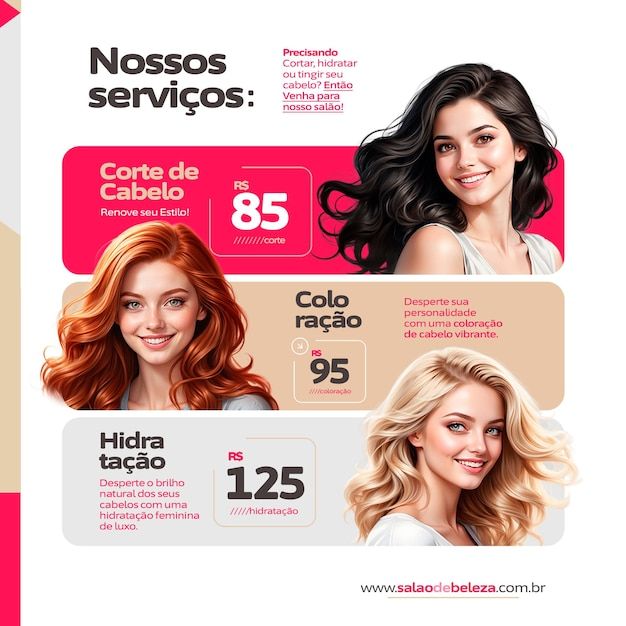 Nossos
serviços:
Precisando
Cortar, hidratar
ou tingir seu
cabelo? Então
Venha para
nosso salão!
Corte de
Cabelo
Renove seu Estilo!
R$
85
////////corte
Colo
ração
R$
95
////coloração
Desperte sua
personalidade
com uma coloração
de cabelo vibrante.
Hidra
tação
Desperte o brilho
natural dos seus
cabelos com uma
hidratação feminina
de luxo.
R$
125
/////hidratação
www.salaodebeleza.com.br